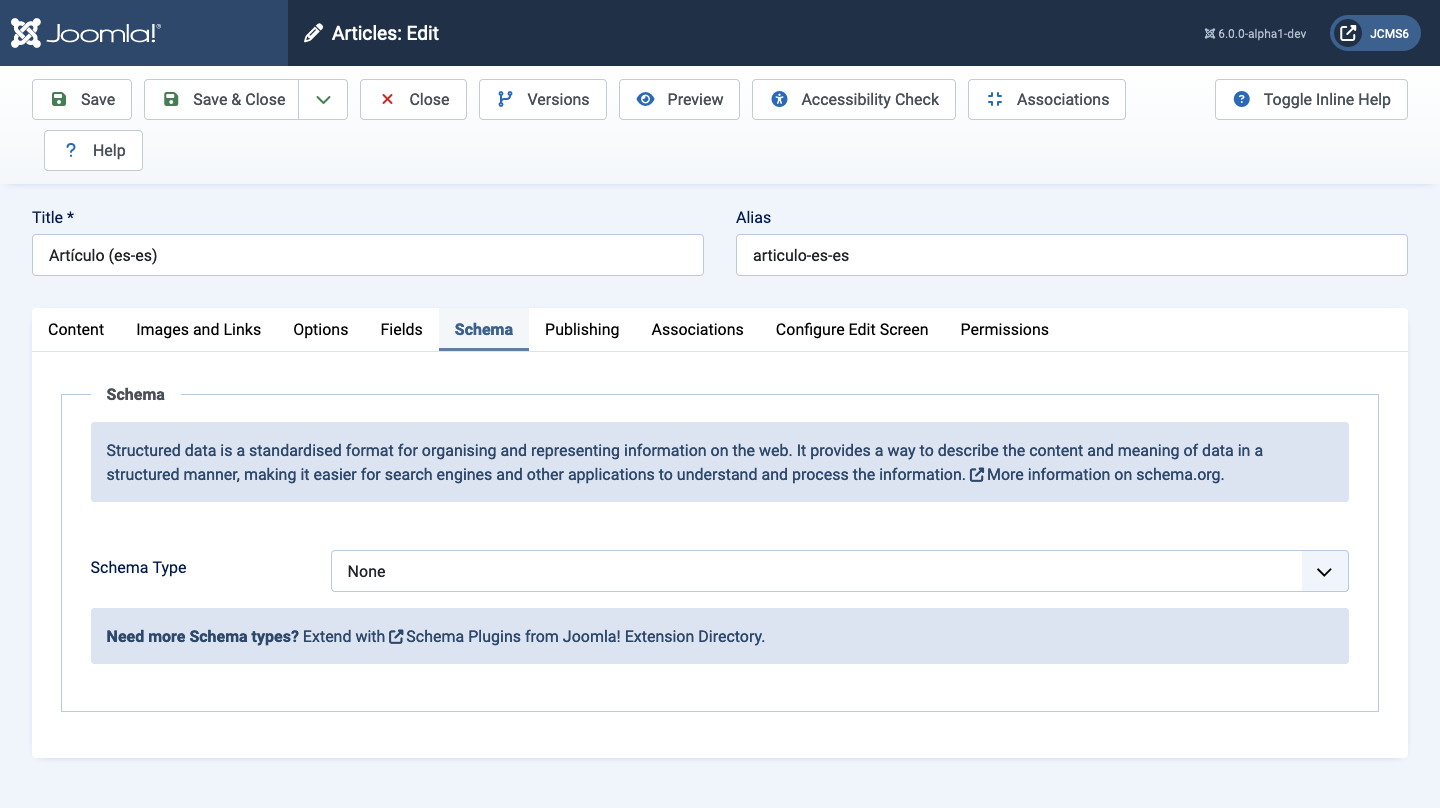 Joomla!® Articles: Edit 6.0.0-alpha1-dev JCMS6
Save Save & Close Close Versions Preview Accessibility Check Associations Toggle Inline Help
? Help
Title * Alias
Artículo (es-es) articulo-es-es
Content Images and Links Options Fields Schema Publishing Associations Configure Edit Screen Permissions
Schema
Structured data is a standardised format for organising and representing information on the web. It provides a way to describe the content and meaning of data in a
structured manner, making it easier for search engines and other applications to understand and process the information. More information on schema.org.
Schema Type None
Need more Schema types? Extend with Schema Plugins from Joomla! Extension Directory.